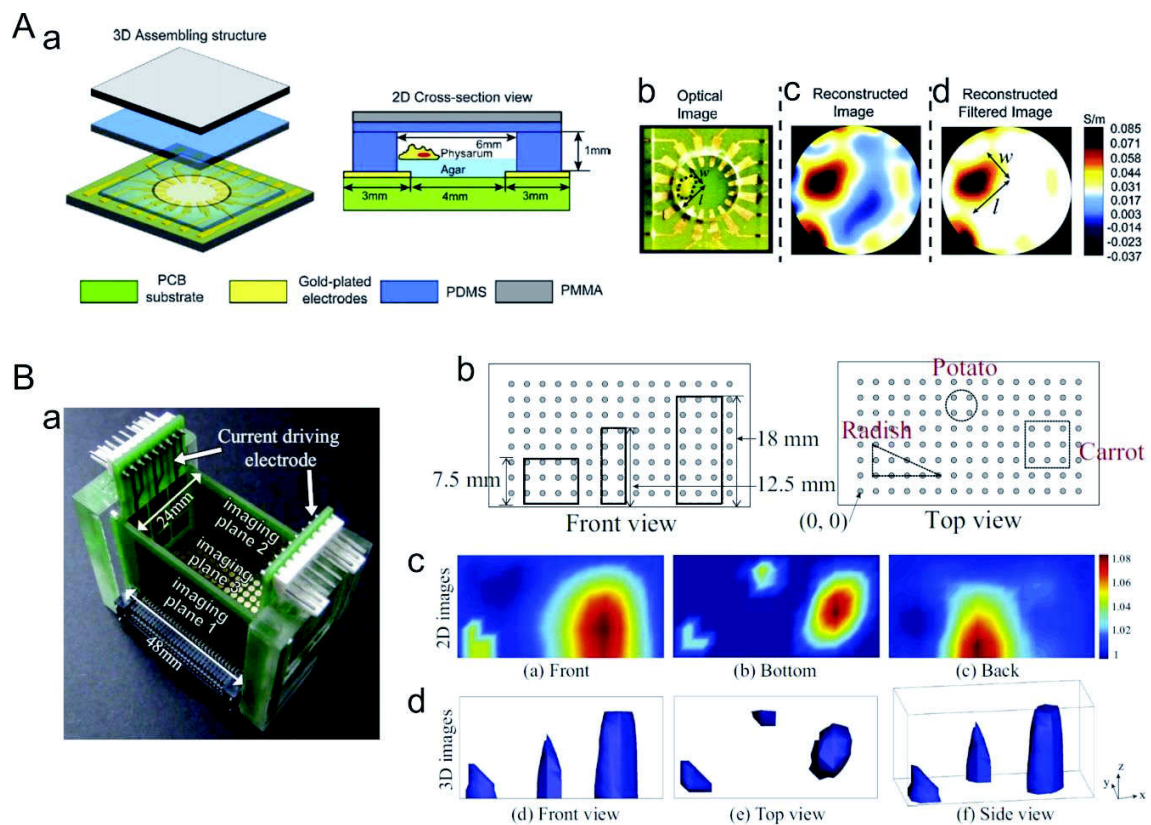 A
a
3D Assembling structure
2D Cross-section view
6mm
Physarum
Agar
1mm
3mm
4mm
3mm
PCB
substrate
Gold-plated
electrodes
PDMS
PMMA
b
Optical
Image
w
l
c
Reconstructed
Image
d
Reconstructed
Filtered Image
w
l
S/m
0.085
0.071
0.058
0.044
0.031
0.017
0.003
-0.010
-0.014
-0.023
-0.037
B
a
Current driving
electrode
24mm
imaging
plane 2
imaging
plane 3
imaging
plane 1
48mm
b
7.5 mm
18 mm
12.5 mm
Front view
Potato
Radish
Carrot
(0, 0)
Top view
c
2D images
1.08
1.06
1.04
1.02
1
(a) Front
(b) Bottom
(c) Back
d
3D images
(d) Front view
(e) Top view
(f) Side view
z
y
x